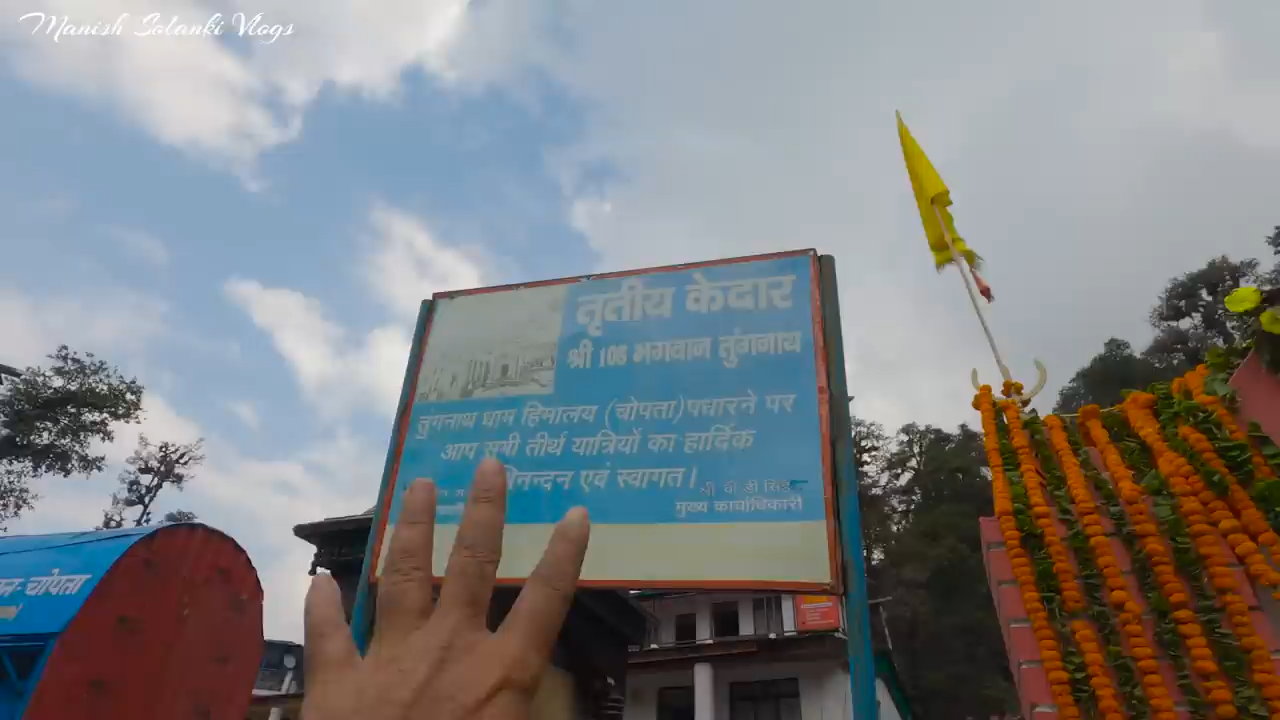 Manish Solanki Vlogs
तृतीय केदार
श्री 108 भगवान तुंगनाथ
तुंगनाथ धाम हिमालय (चोपता) पधारने पर
आप सभी तीर्थ यात्रियों का हार्दिक
िनन्दन एवं स्वागत।
मुख्य कार्याधिकारी
चोपता